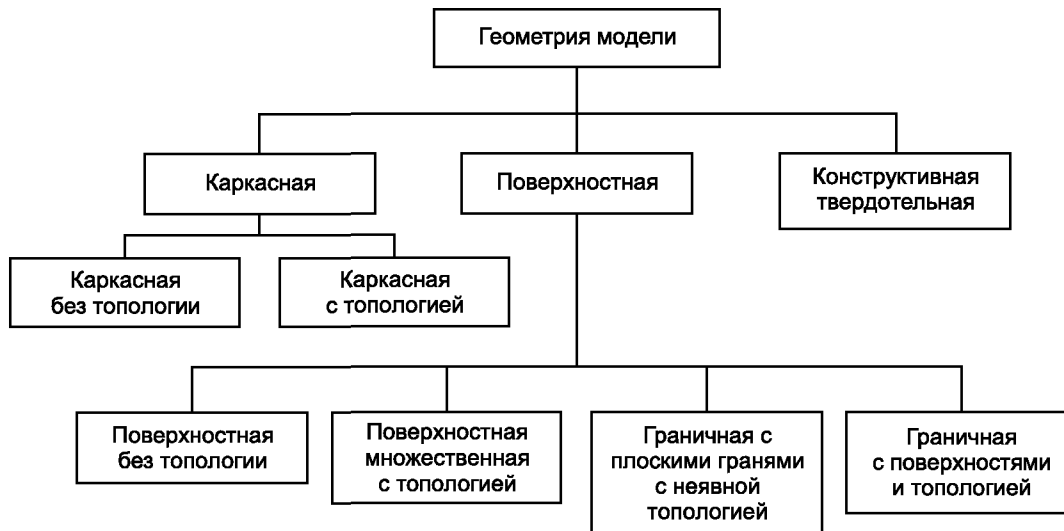 Геометрия модели
Каркасная
Поверхностная
Конструктивная
твердотельная
Каркасная
без топологии
Каркасная
с топологией
Поверхностная
без топологии
Поверхностная
множественная
с топологией
Граничная с
плоскими гранями
с неявной
топологией
Граничная
с поверхностями
и топологией